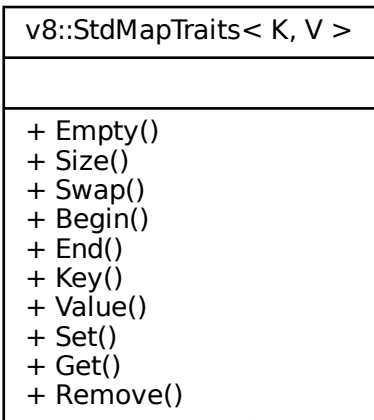 v8::StdMapTraits< K, V >
+ Empty()
+ Size()
+ Swap()
+ Begin()
+ End()
+ Key()
+ Value()
+ Set()
+ Get()
+ Remove()